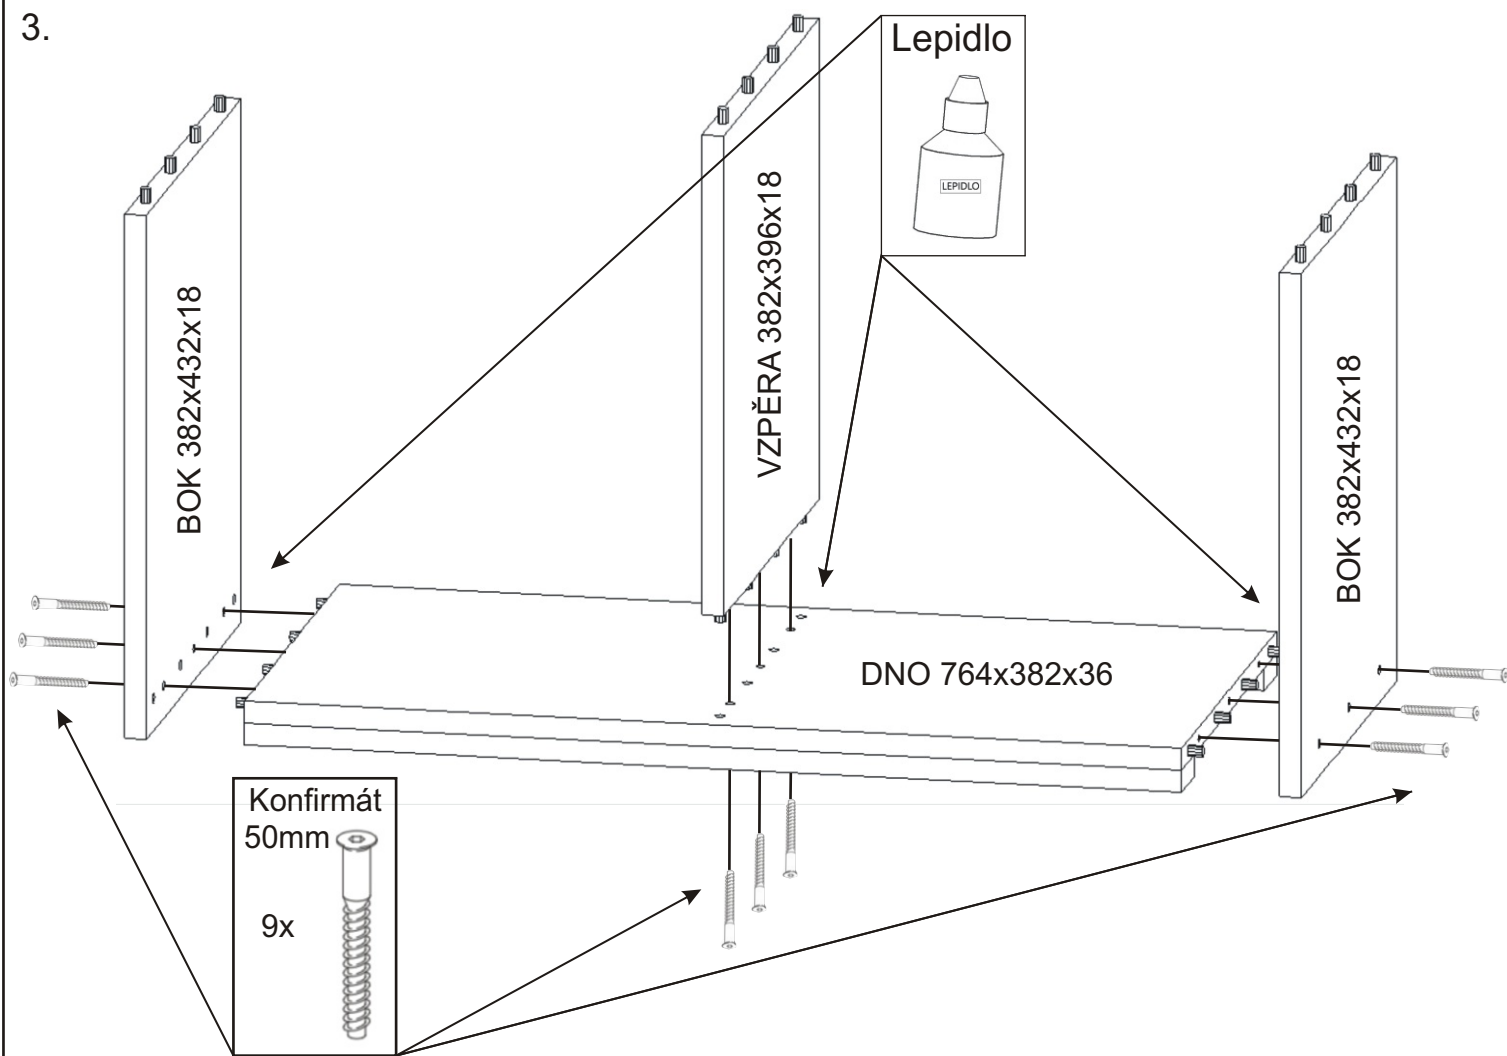 3.
Lepidlo
LEPIDLO
BOK 382x432x18
VZPĚRA 382x396x18
BOK 382x432x18
DNO 764x382x36
Konfirmát
50mm
9x